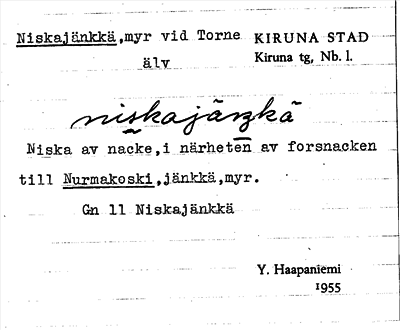 Niskajänkkä,myr vid Torne KIRUNA STAD
älv Kiruna tg, Nb. l.
niskajäŋkä
Niska av nacke,i närheten av forsnacken
till Nurmakoski,jänkkä,myr.
Gn 11 Niskajänkkä
Y. Haapaniemi
1955